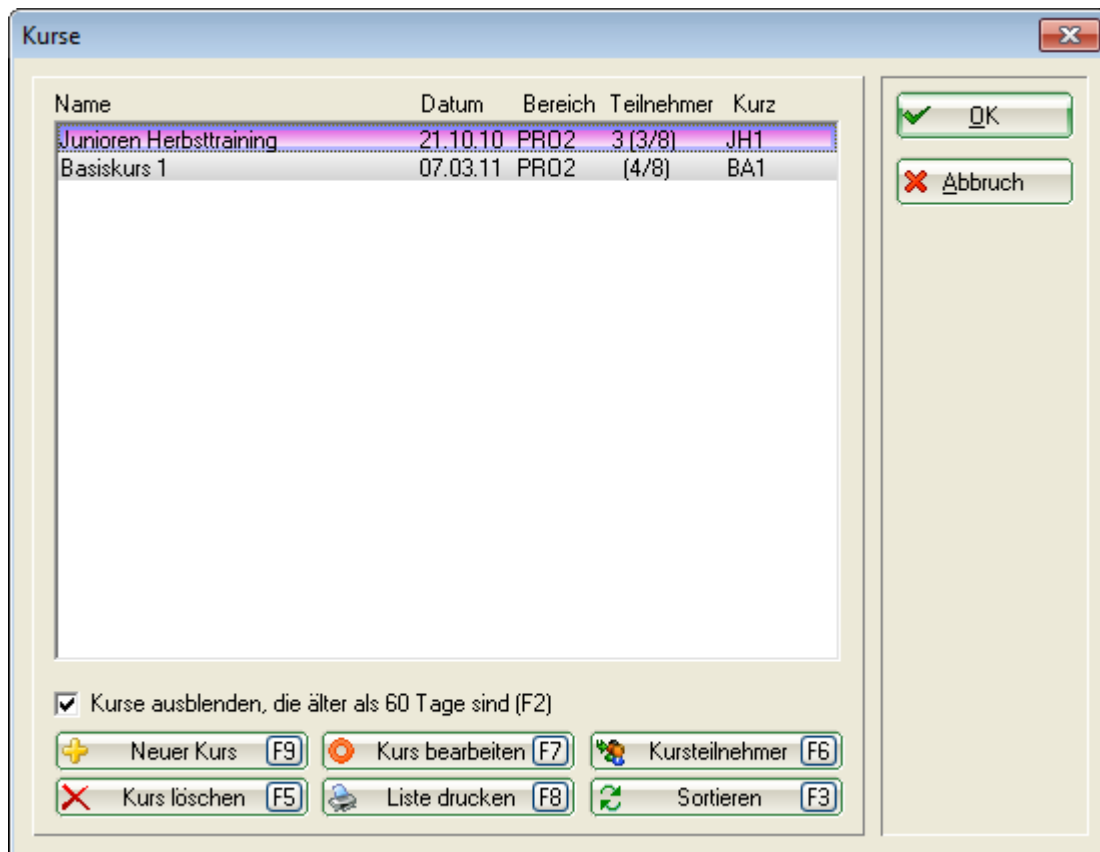 Kurse
Name Datum Bereich Teilnehmer Kurz
Junioren Herbsttraining 21.10.10 PRO2 3 (3/8) JH1
Basiskurs 1 07.03.11 PRO2 (4/8) BA1
OK
Abbruch
Kurse ausblenden, die älter als 60 Tage sind (F2)
Neuer Kurs F9 Kurs bearbeiten F7 Kursteilnehmer F6
Kurs löschen F5 Liste drucken F8 Sortieren F3